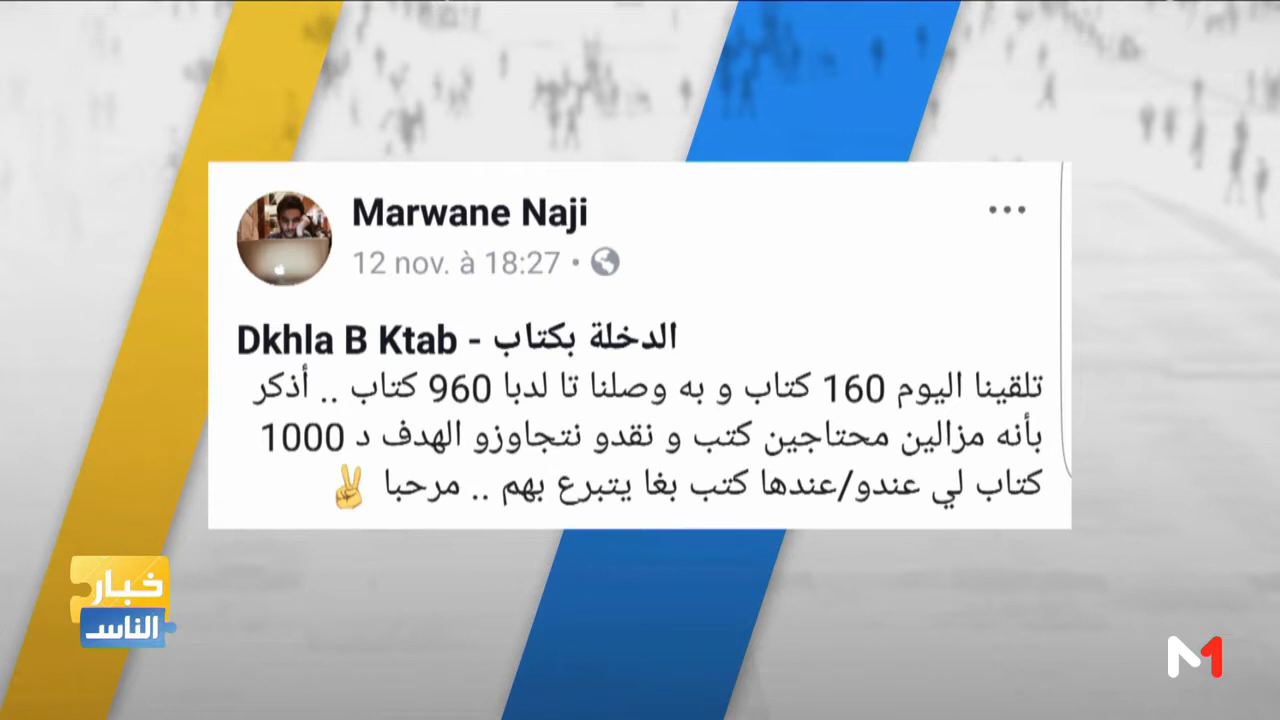 Marwane Naji
12 nov. à 18:27
Dkhla B Ktab - الدخلة بكتاب
تلقينا اليوم 160 كتاب و به وصلنا تا لدبا 960 كتاب .. أذكر
بأنه مزالين محتاجين كتب و نقدو نتجاوزو الهدف د 1000
كتاب لي عندو/عندها كتب بغا يتبرع بهم .. مرحبا ✌
خبار
الناس
M1